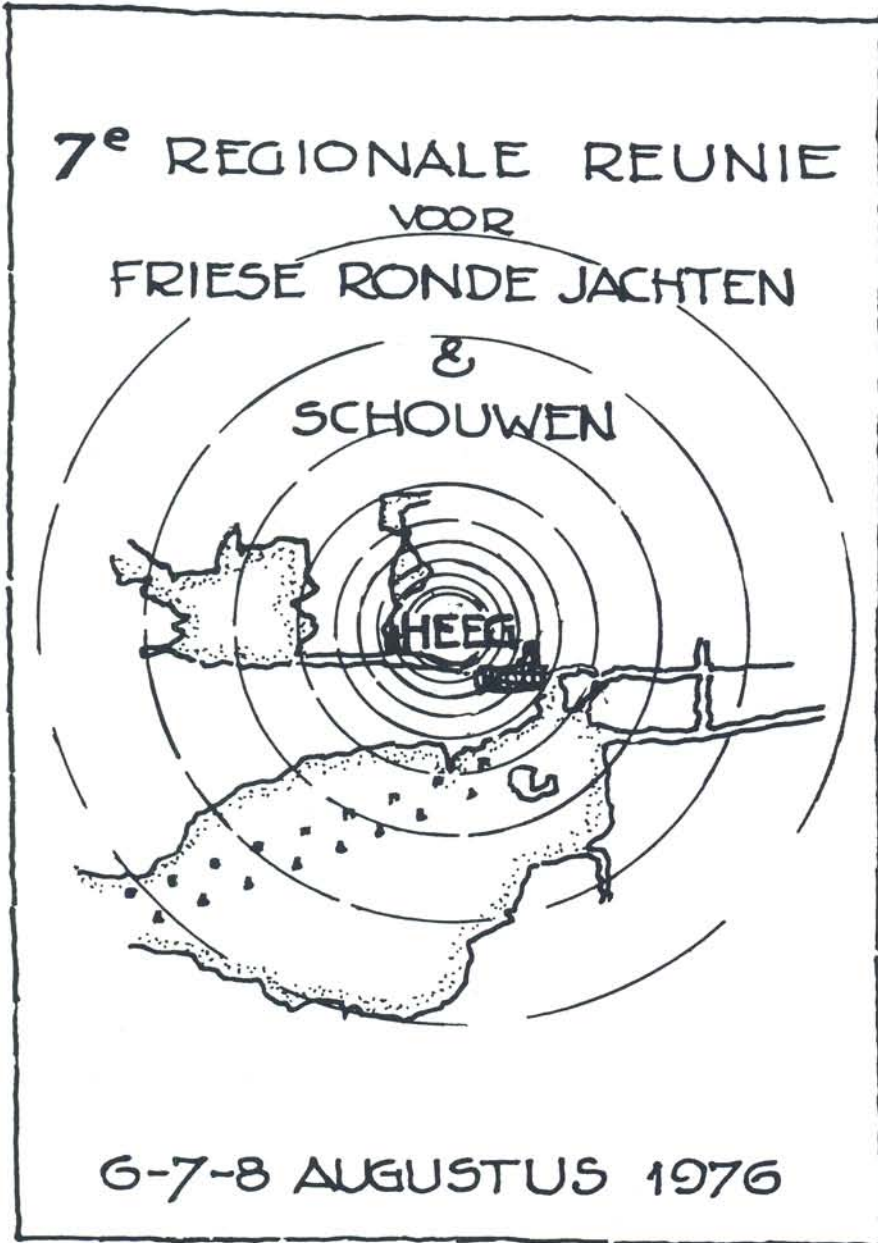 7e REGIONALE REUNIE
VOOR
FRIESE RONDE JACHTEN
&
SCHOUWEN
HEEG
6-7-8 AUGUSTUS 1976